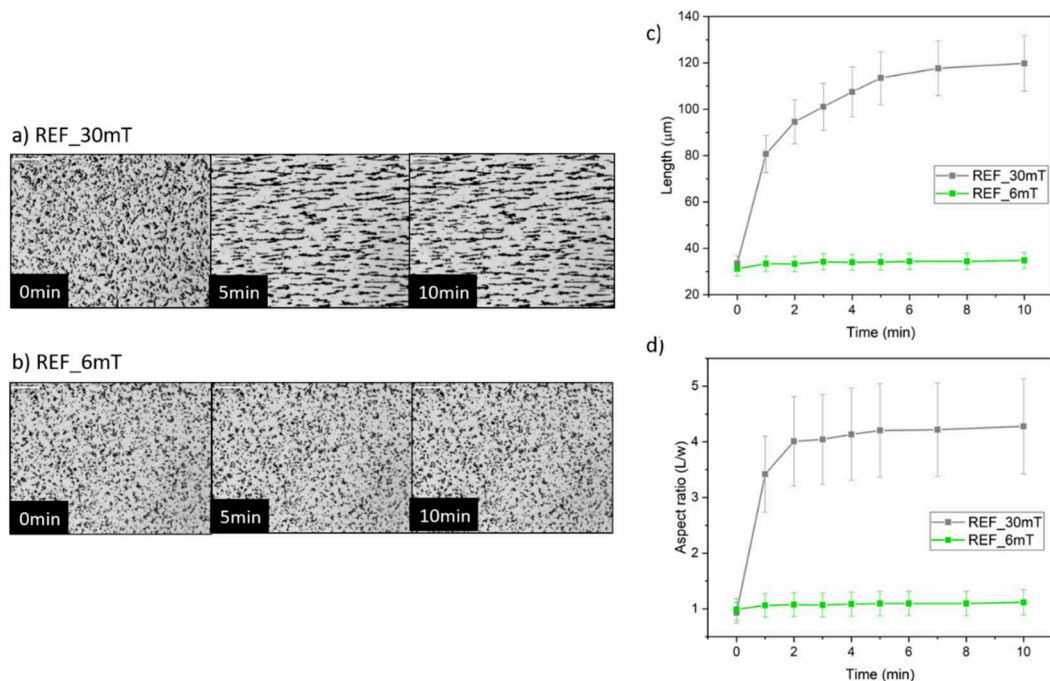 a) REF_30mT
0min
5min
10min
b) REF_6mT
0min
5min
10min
c)
140
120
100
80
60
40
20
Length (μm)
REF_30mT
REF_6mT
0
2
4
6
8
10
Time (min)
d)
5
4
3
2
1
Aspect ratio (L/w)
REF_30mT
REF_6mT
0
2
4
6
8
10
Time (min)